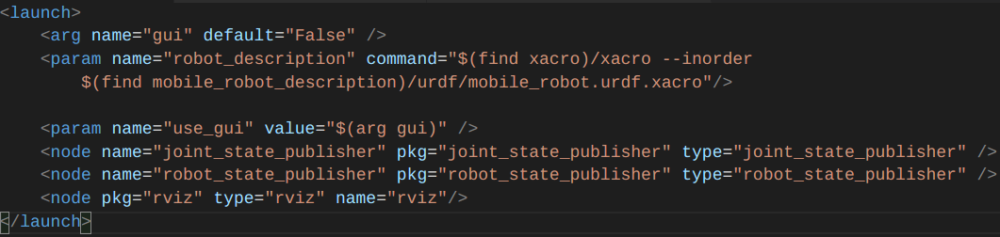 <launch>
    <arg name="gui" default="False" />
    <param name="robot_description" command="$(find xacro)/xacro --inorder
        $(find mobile_robot_description)/urdf/mobile_robot.urdf.xacro"/>

    <param name="use_gui" value="$(arg gui)" />
    <node name="joint_state_publisher" pkg="joint_state_publisher" type="joint_state_publisher" />
    <node name="robot_state_publisher" pkg="robot_state_publisher" type="robot_state_publisher" />
    <node pkg="rviz" type="rviz" name="rviz"/>
</launch>